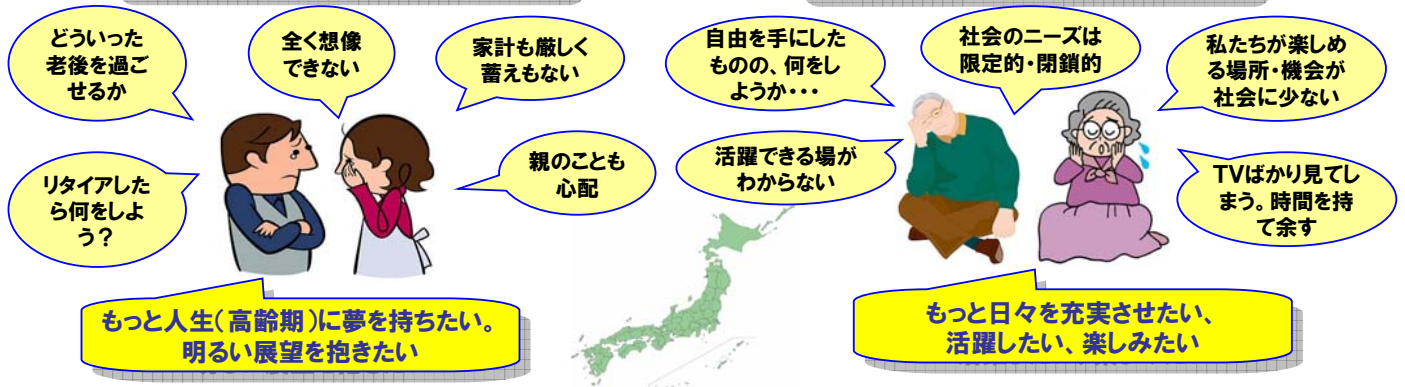 どういった
老後を過ご
せるか
全く想像
できない
家計も厳しく
蓄えもない
リタイアした
ら何をしよ
う？
親のことも
心配
もっと人生（高齢期）に夢を持ちたい。
明るい展望を抱きたい
自由を手にした
ものの、何をし
ようか・・・
社会のニーズは
限定的・閉鎖的
私たちが楽しめ
る場所・機会が
社会に少ない
活躍できる場が
わからない
TVばかり見てし
まう。時間を持
て余す
もっと日々を充実させたい、
活躍したい、楽しみたい